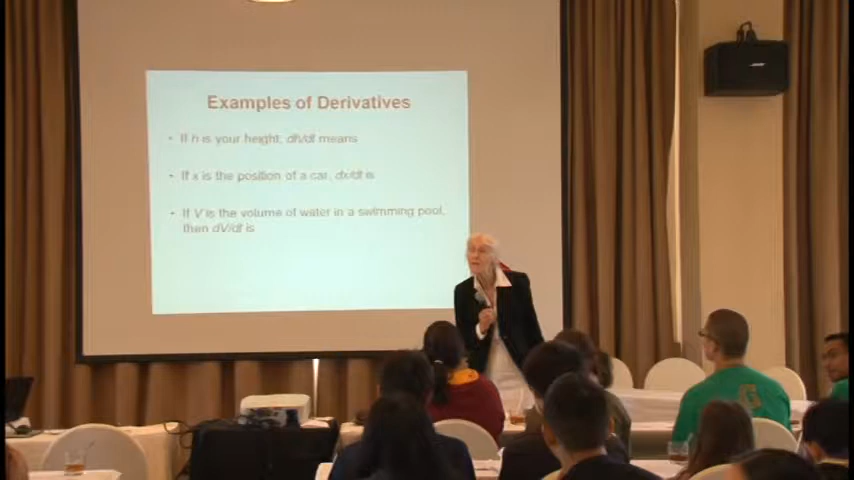 Examples of Derivatives
• If h is your height, dh/dt means
• If x is the position of a car, dx/dt is
• If V is the volume of water in a swimming pool,
then dV/dt is